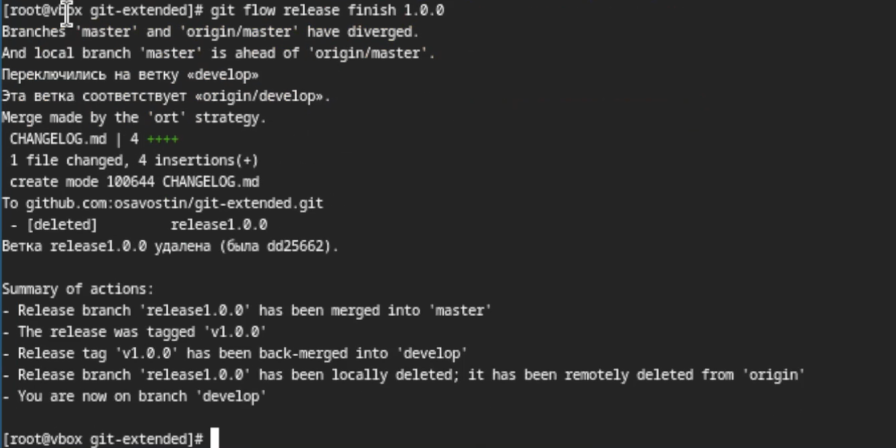 [root@vbox git-extended]# git flow release finish 1.0.0
Branches 'master' and 'origin/master' have diverged.
And local branch 'master' is ahead of 'origin/master'.
Переключились на ветку «develop»
Эта ветка соответствует «origin/develop».
Merge made by the 'ort' strategy.
CHANGELOG.md | 4 ++++
1 file changed, 4 insertions(+)
create mode 100644 CHANGELOG.md
To github.com:osavostin/git-extended.git
- [deleted]         release1.0.0
Ветка release1.0.0 удалена (была dd25662).
Summary of actions:
- Release branch 'release1.0.0' has been merged into 'master'
- The release was tagged 'v1.0.0'
- Release tag 'v1.0.0' has been back-merged into 'develop'
- Release branch 'release1.0.0' has been locally deleted; it has been remotely deleted from 'origin'
- You are now on branch 'develop'
[root@vbox git-extended]#